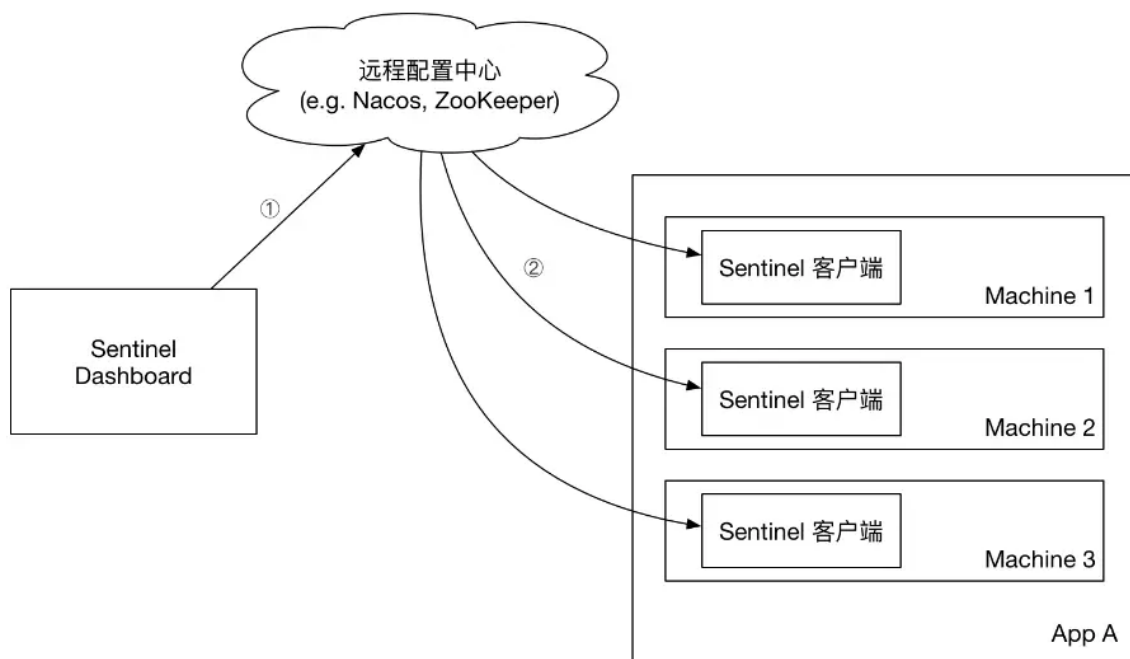 远程配置中心
(e.g. Nacos, ZooKeeper)
①
②
Sentinel
Dashboard
Sentinel 客户端
Machine 1
Sentinel 客户端
Machine 2
Sentinel 客户端
Machine 3
App A